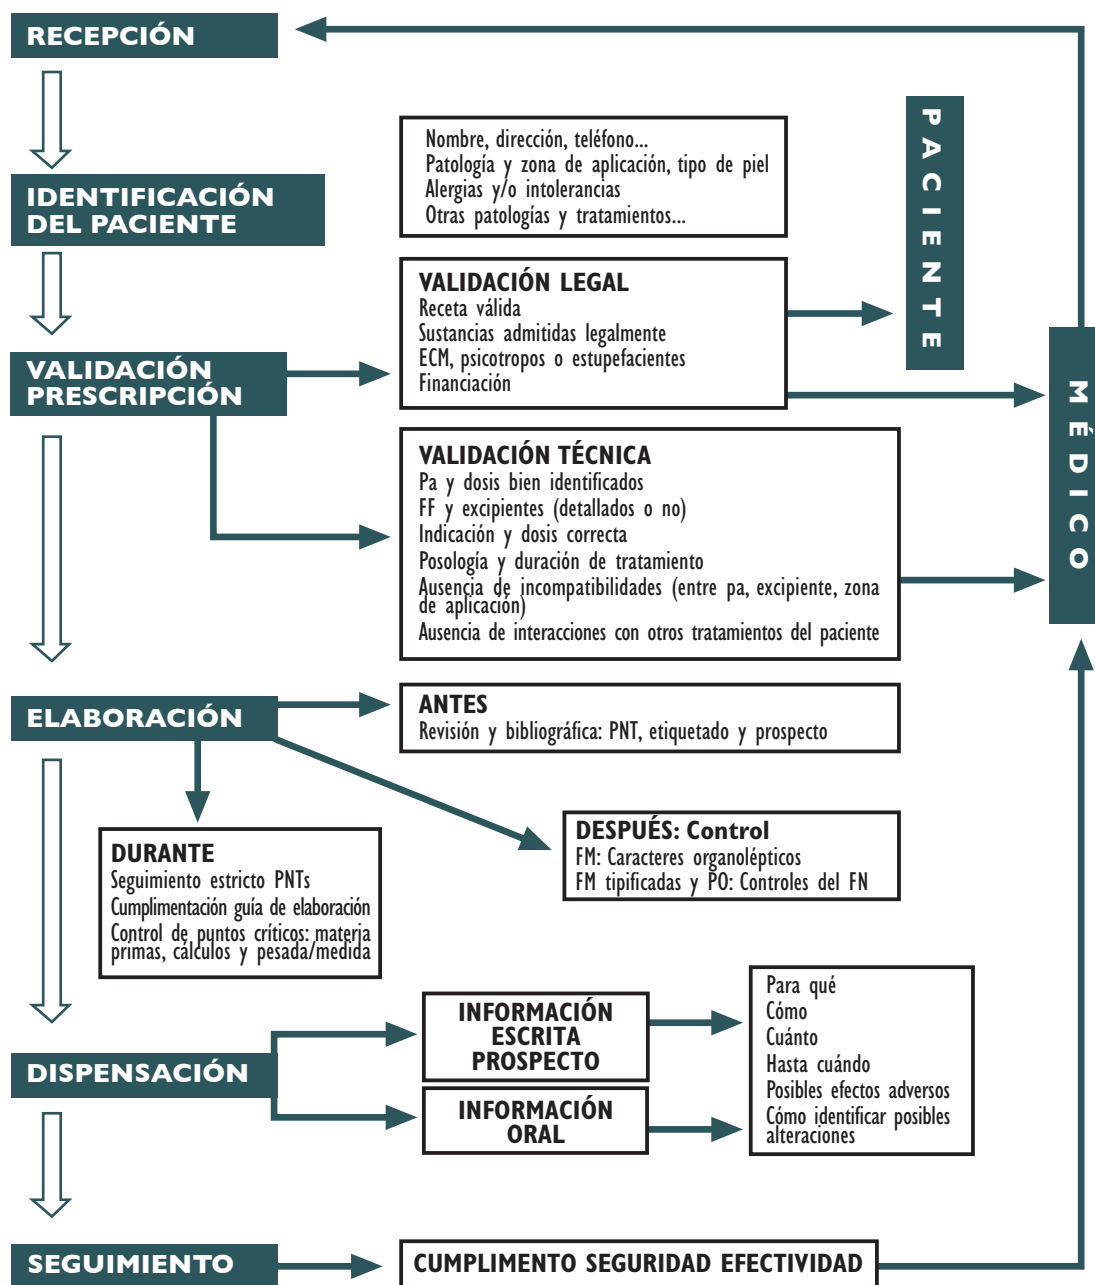 RECEPCIÓN
Nombre, dirección, teléfono...
Patología y zona de aplicación, tipo de piel
Alergias y/o intolerancias
Otras patologías y tratamientos...
PACIENTE
IDENTIFICACIÓN
DEL PACIENTE
VALIDACIÓN LEGAL
Receta válida
Sustancias admitidas legalmente
ECM, psicotropos o estupefacientes
Financiación
VALIDACIÓN
PRESCRIPCIÓN
MÉDICO
VALIDACIÓN TÉCNICA
Pa y dosis bien identificados
FF y excipientes (detallados o no)
Indicación y dosis correcta
Posología y duración de tratamiento
Ausencia de incompatibilidades (entre pa, excipiente, zona
de aplicación)
Ausencia de interacciones con otros tratamientos del paciente
ELABORACIÓN
ANTES
Revisión y bibliográfica: PNT, etiquetado y prospecto
DURANTE
Seguimiento estricto PNTs
Cumplimentación guía de elaboración
Control de puntos críticos: materia
primas, cálculos y pesada/medida
DESPUÉS: Control
FM: Caracteres organolépticos
FM tipificadas y PO: Controles del FN
DISPENSACIÓN
INFORMACIÓN
ESCRITA
PROSPECTO
INFORMACIÓN
ORAL
Para qué
Cómo
Cuánto
Hasta cuándo
Posibles efectos adversos
Cómo identificar posibles
alteraciones
SEGUIMIENTO
CUMPLIMENTO SEGURIDAD EFECTIVIDAD